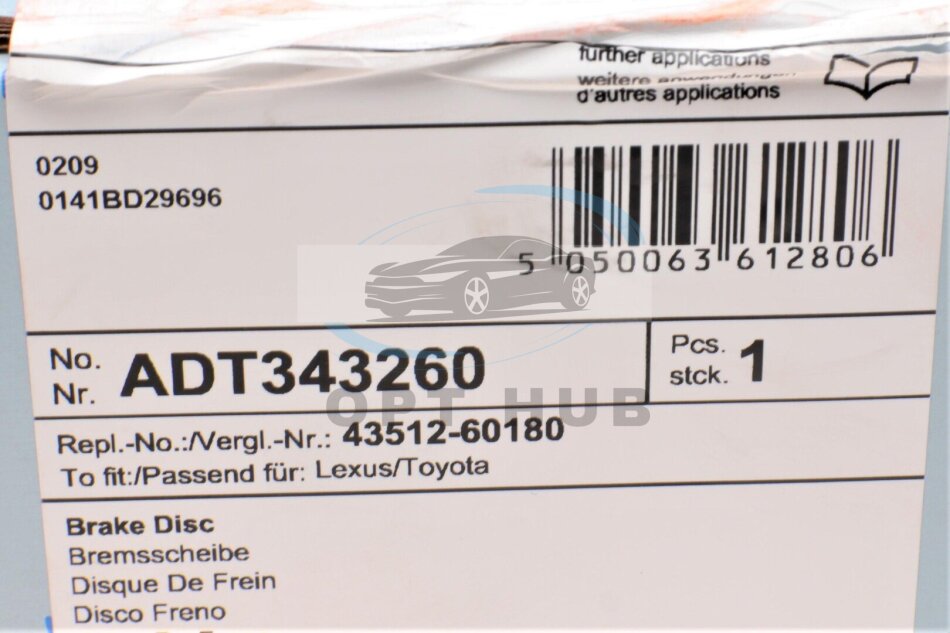 further applications
weitere anwendungen
d'autres applications
0209
0141BD29696
5 050063 612806
No.
Nr. ADT343260
Pcs.
stck. 1
OPT HUB
Repl.-No.:/Vergl.-Nr.: 43512-60180
To fit:/Passend für: Lexus/Toyota
Brake Disc
Bremsscheibe
Disque De Frein
Disco Freno